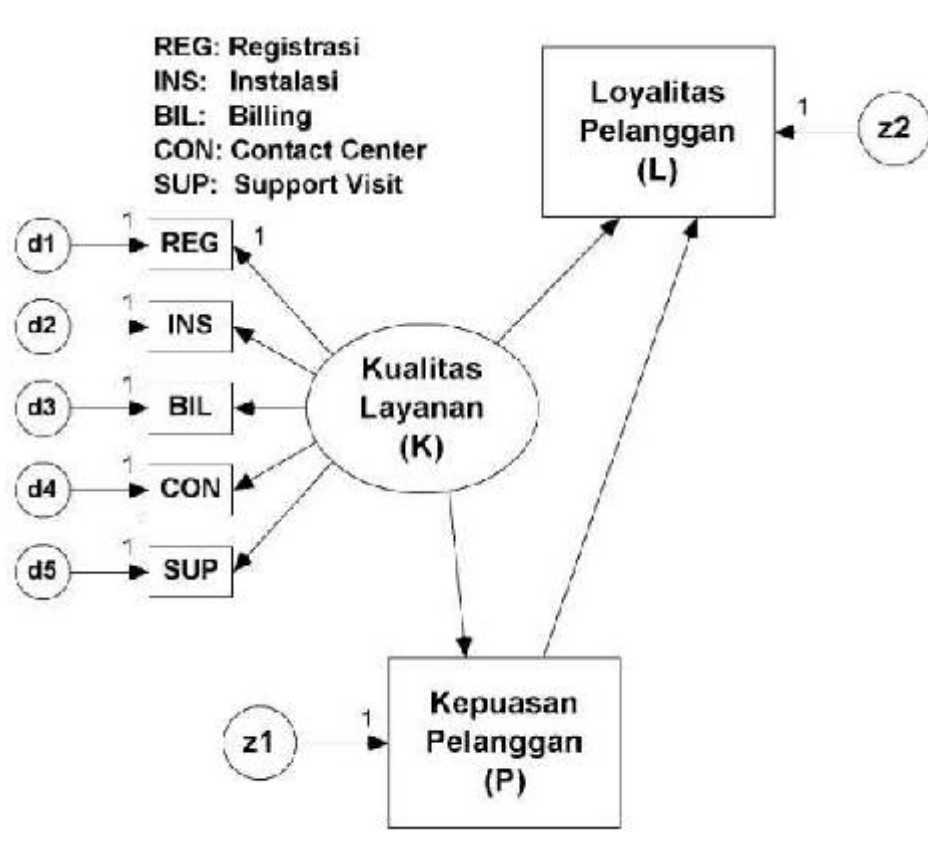 REG: Registrasi
INS: Instalasi
BIL: Billing
CON: Contact Center
SUP: Support Visit
Loyalitas
Pelanggan
(L)
1
z2
d1
1
REG
1
d2
1
INS
d3
1
BIL
d4
1
CON
d5
1
SUP
Kualitas
Layanan
(K)
z1
1
Kepuasan
Pelanggan
(P)